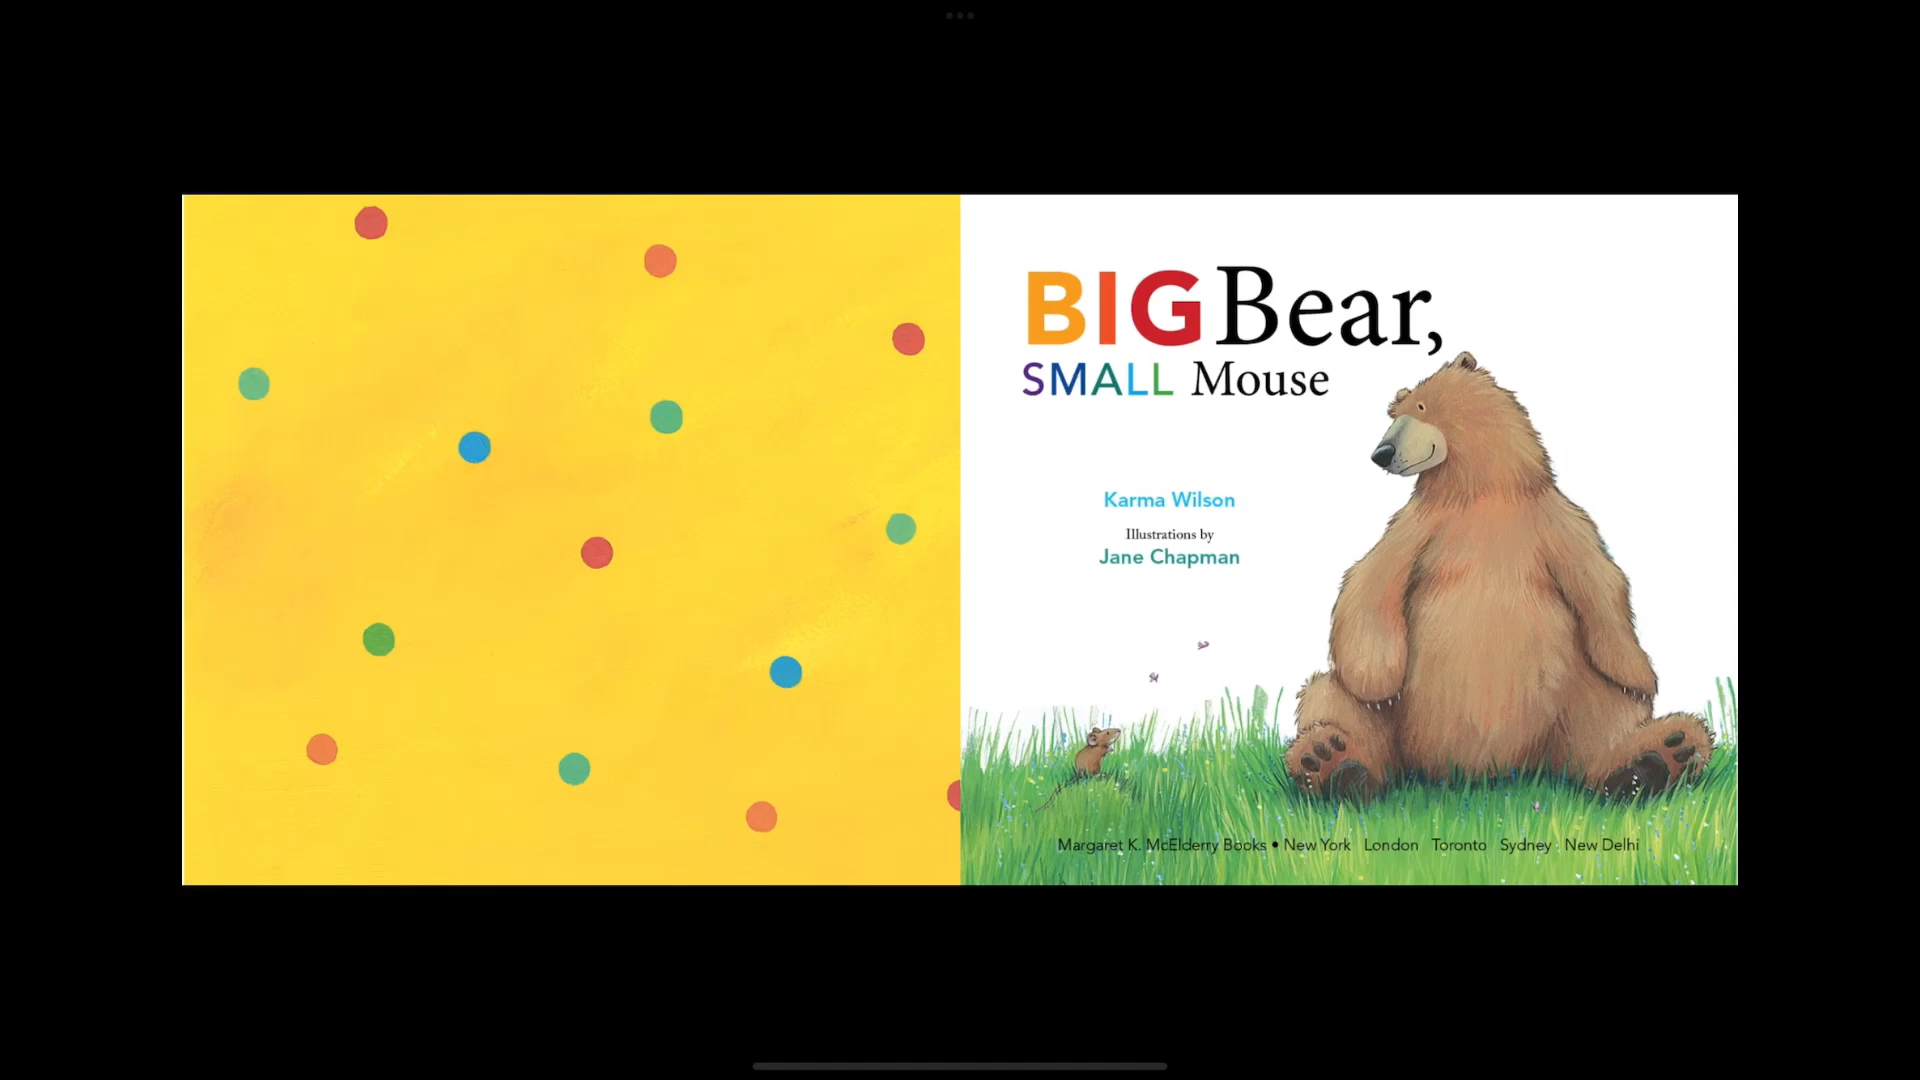 BIG Bear,
SMALL Mouse
Karma Wilson
Illustrations by
Jane Chapman
Margaret K. McElderry Books • New York London Toronto Sydney New Delhi